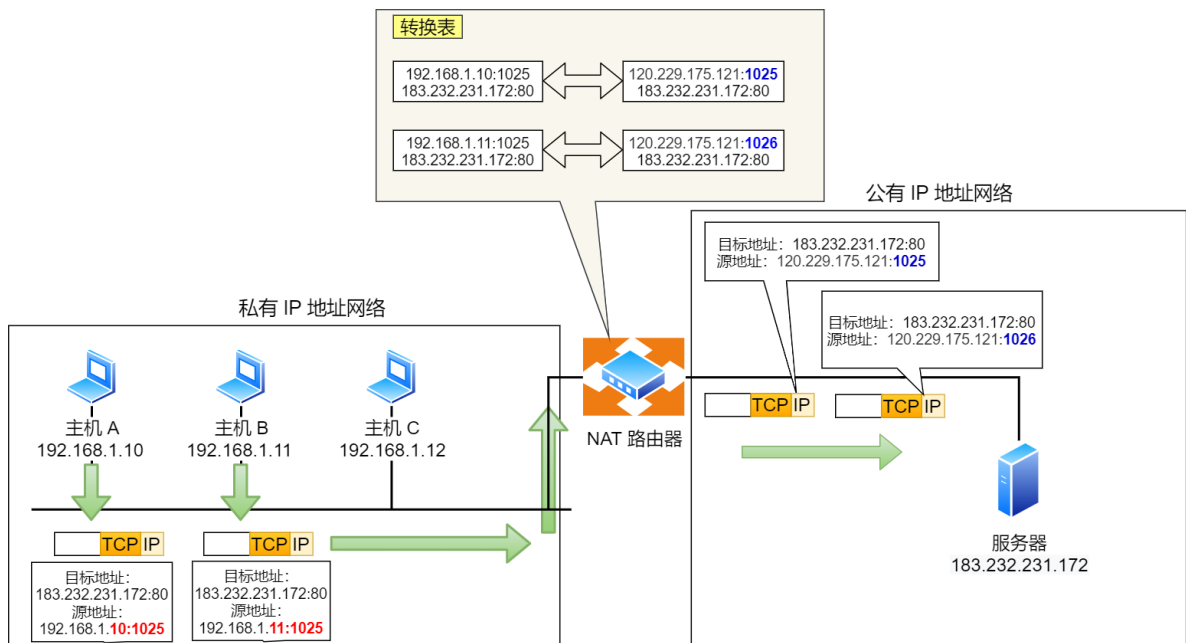 转换表
192.168.1.10:1025
183.232.231.172:80
120.229.175.121:1025
183.232.231.172:80
192.168.1.11:1025
183.232.231.172:80
120.229.175.121:1026
183.232.231.172:80
公有 IP 地址网络
目标地址：183.232.231.172:80
源地址：120.229.175.121:1025
目标地址：183.232.231.172:80
源地址：120.229.175.121:1026
私有 IP 地址网络
主机 A
192.168.1.10
主机 B
192.168.1.11
主机 C
192.168.1.12
NAT 路由器
TCP IP
TCP IP
服务器
183.232.231.172
TCP IP
目标地址：
183.232.231.172:80
源地址：
192.168.1.10:1025
TCP IP
目标地址：
183.232.231.172:80
源地址：
192.168.1.11:1025